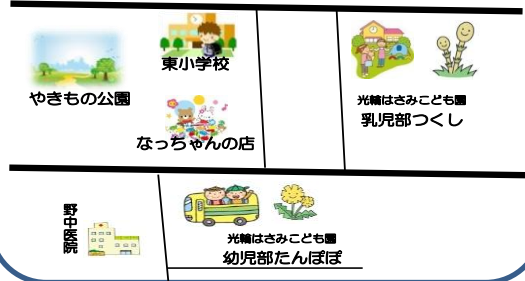 東小学校
やきもの公園
なっちゃんの店
光輪はさみこども園
乳児部つくし
野中医院
光輪はさみこども園
幼児部たんぽぽ